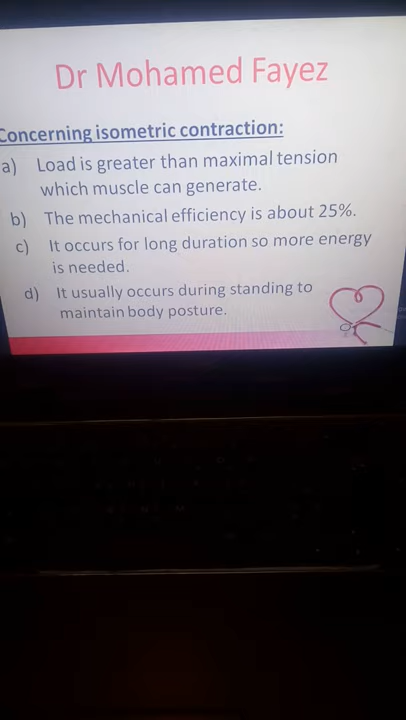 Dr Mohamed Fayez
Concerning isometric contraction:
a) Load is greater than maximal tension
which muscle can generate.
b) The mechanical efficiency is about 25%.
c) It occurs for long duration so more energy
is needed.
d) It usually occurs during standing to
maintain body posture.